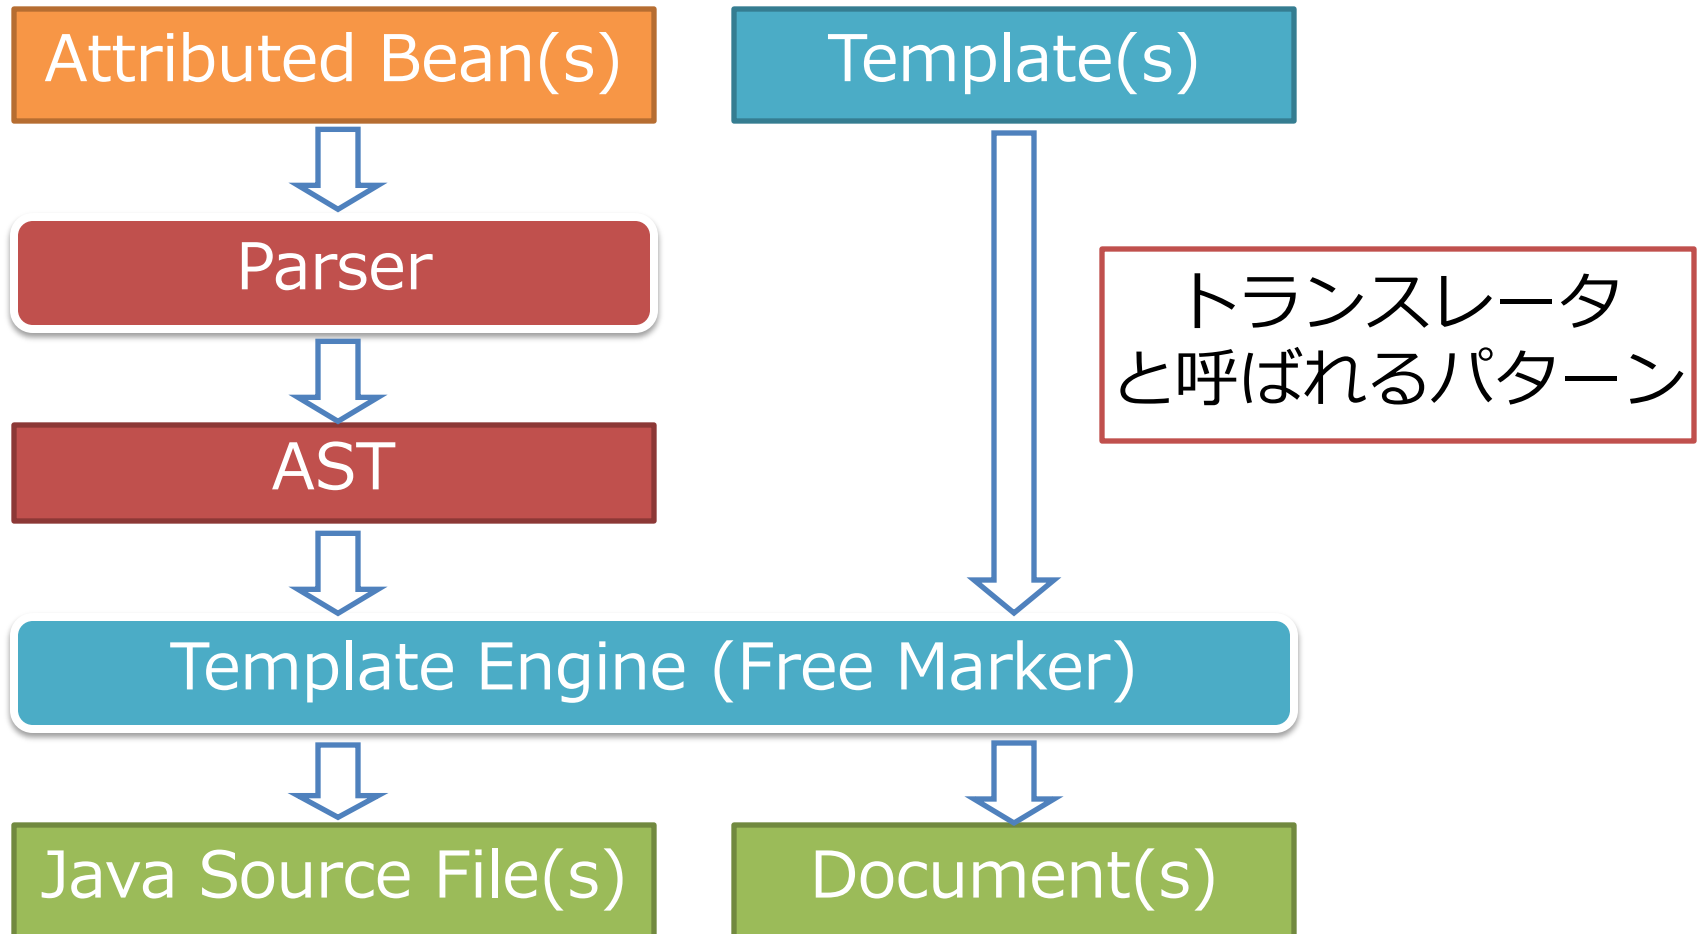 Attributed Bean(s)
Template(s)
Parser
トランスレータ
と呼ばれるパターン
AST
Template Engine (Free Marker)
Java Source File(s)
Document(s)